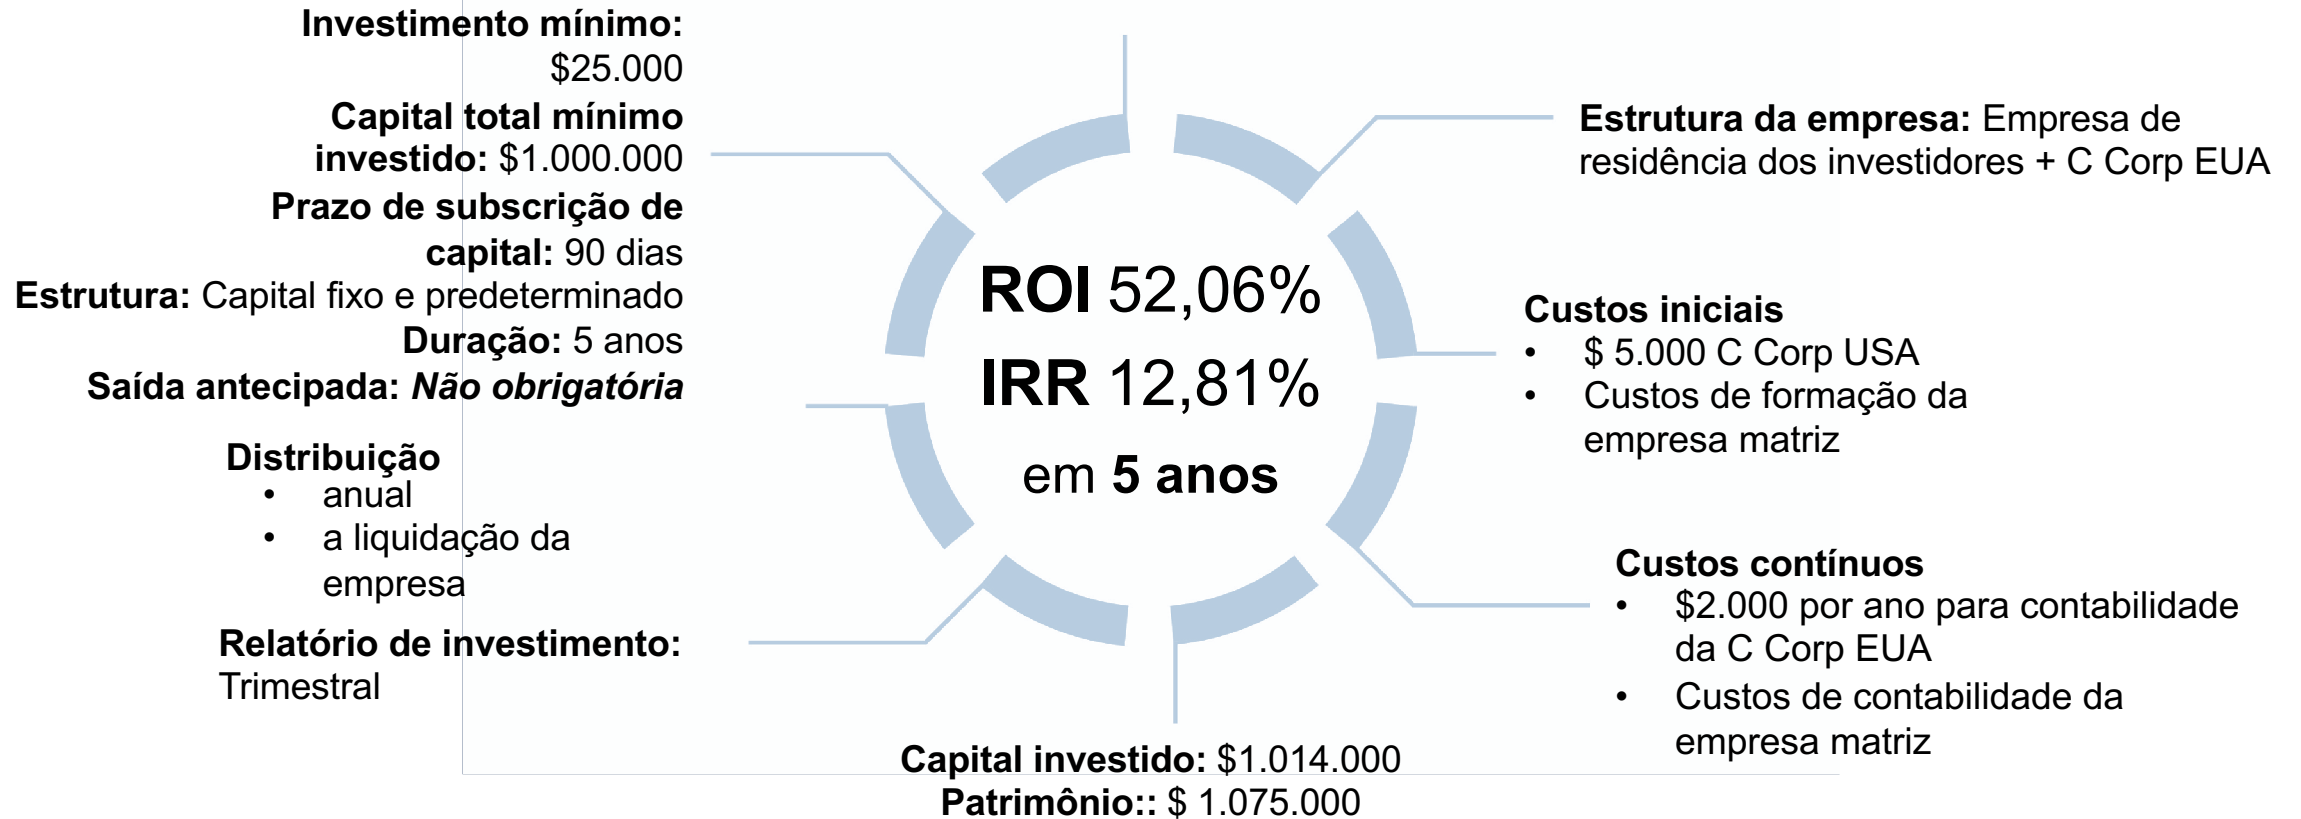 Investimento mínimo:
$25.000
Capital total mínimo
investido: $1.000.000
Prazo de subscrição de
capital: 90 dias
Estrutura: Capital fixo e predeterminado
Duração: 5 anos
Saída antecipada: Não obrigatória
Distribuição
• anual
• a liquidação da
empresa
Relatório de investimento:
Trimestral
ROI 52,06%
IRR 12,81%
em 5 anos
Estrutura da empresa: Empresa de
residência dos investidores + C Corp EUA
Custos iniciais
• $ 5.000 C Corp USA
• Custos de formação da
empresa matriz
Custos contínuos
• $2.000 por ano para contabilidade
da C Corp EUA
• Custos de contabilidade da
empresa matriz
Capital investido: $1.014.000
Patrimônio:: $ 1.075.000